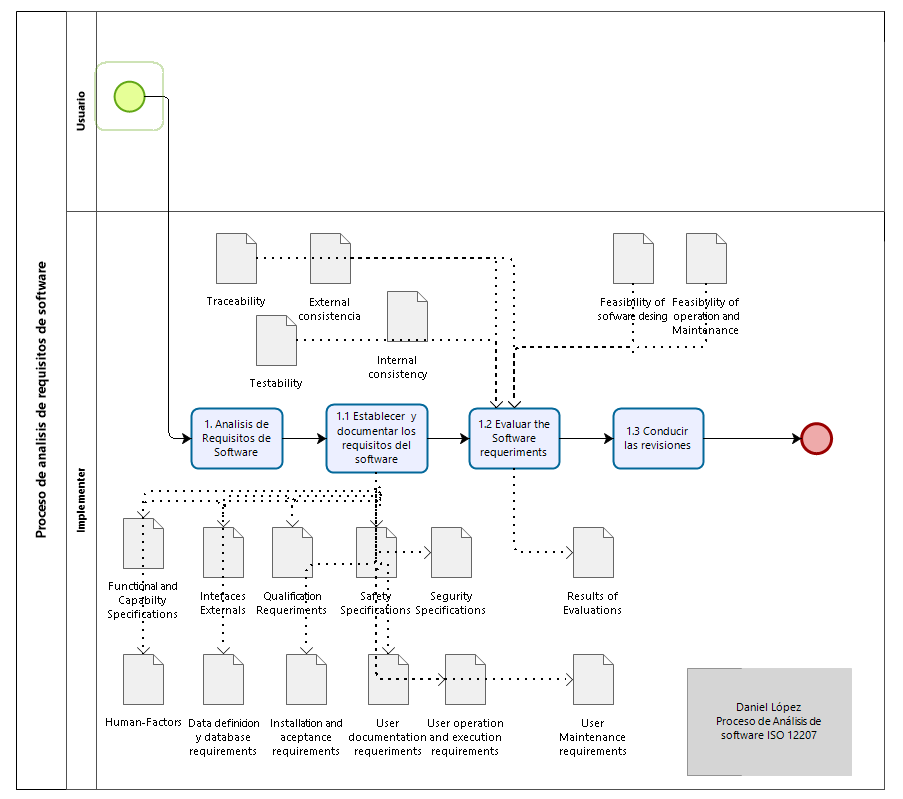 Proceso de analisis de requisitos de software
Usuario
Implementer
Traceability
External
consistencia
Feasibility of
sofware desing
Feasibylity of
operation and
Maintenance
Testability
Internal
consistency
1. Analisis de
Requisitos de
Software
1.1 Establecer y
documentar los
requisitos del
software
1.2 Evaluar the
Software
requeriments
1.3 Conducir
las revisiones
Functional and
Capabilty
Specifications
Intefaces
Externals
Qualification
Requeriments
Safety
Specifications
Segurity
Specifications
Results of
Evaluations
Human-Factors
Data definicion
y database
requirements
Installation and
aceptance
requirements
User
documentation
requeriments
User operation
and execution
requirements
User
Maintenance
requirements
Daniel López
Proceso de Análisis de
software ISO 12207